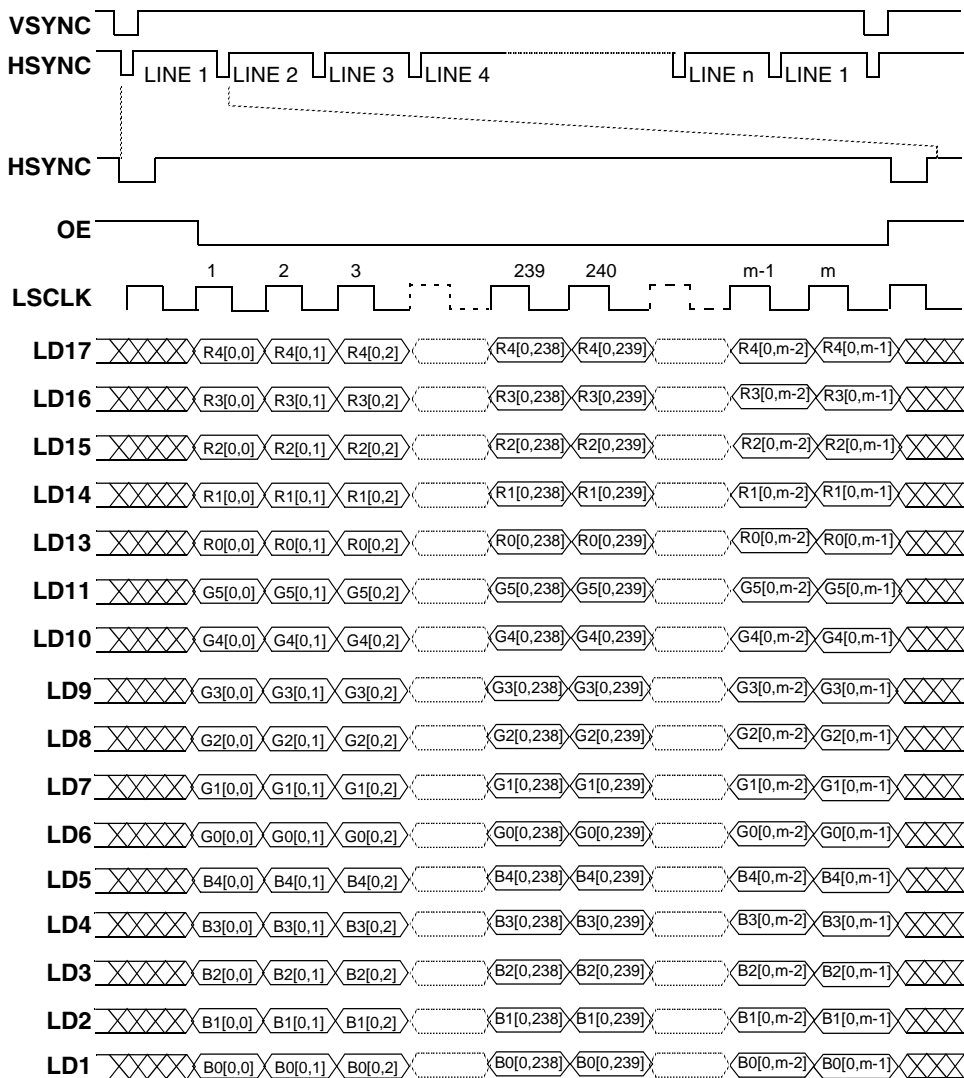 VSYNC
HSYNC LINE 1 LINE 2 LINE 3 LINE 4 LINE n LINE 1
HSYNC
OE
1 2 3 239 240 m-1 m
LSCLK
LD17 R4[0,0] R4[0,1] R4[0,2] R4[0,238] R4[0,239] R4[0,m-2] R4[0,m-1]
LD16 R3[0,0] R3[0,1] R3[0,2] R3[0,238] R3[0,239] R3[0,m-2] R3[0,m-1]
LD15 R2[0,0] R2[0,1] R2[0,2] R2[0,238] R2[0,239] R2[0,m-2] R2[0,m-1]
LD14 R1[0,0] R1[0,1] R1[0,2] R1[0,238] R1[0,239] R1[0,m-2] R1[0,m-1]
LD13 R0[0,0] R0[0,1] R0[0,2] R0[0,238] R0[0,239] R0[0,m-2] R0[0,m-1]
LD11 G5[0,0] G5[0,1] G5[0,2] G5[0,238] G5[0,239] G5[0,m-2] G5[0,m-1]
LD10 G4[0,0] G4[0,1] G4[0,2] G4[0,238] G4[0,239] G4[0,m-2] G4[0,m-1]
LD9 G3[0,0] G3[0,1] G3[0,2] G3[0,238] G3[0,239] G3[0,m-2] G3[0,m-1]
LD8 G2[0,0] G2[0,1] G2[0,2] G2[0,238] G2[0,239] G2[0,m-2] G2[0,m-1]
LD7 G1[0,0] G1[0,1] G1[0,2] G1[0,238] G1[0,239] G1[0,m-2] G1[0,m-1]
LD6 G0[0,0] G0[0,1] G0[0,2] G0[0,238] G0[0,239] G0[0,m-2] G0[0,m-1]
LD5 B4[0,0] B4[0,1] B4[0,2] B4[0,238] B4[0,239] B4[0,m-2] B4[0,m-1]
LD4 B3[0,0] B3[0,1] B3[0,2] B3[0,238] B3[0,239] B3[0,m-2] B3[0,m-1]
LD3 B2[0,0] B2[0,1] B2[0,2] B2[0,238] B2[0,239] B2[0,m-2] B2[0,m-1]
LD2 B1[0,0] B1[0,1] B1[0,2] B1[0,238] B1[0,239] B1[0,m-2] B1[0,m-1]
LD1 B0[0,0] B0[0,1] B0[0,2] B0[0,238] B0[0,239] B0[0,m-2] B0[0,m-1]